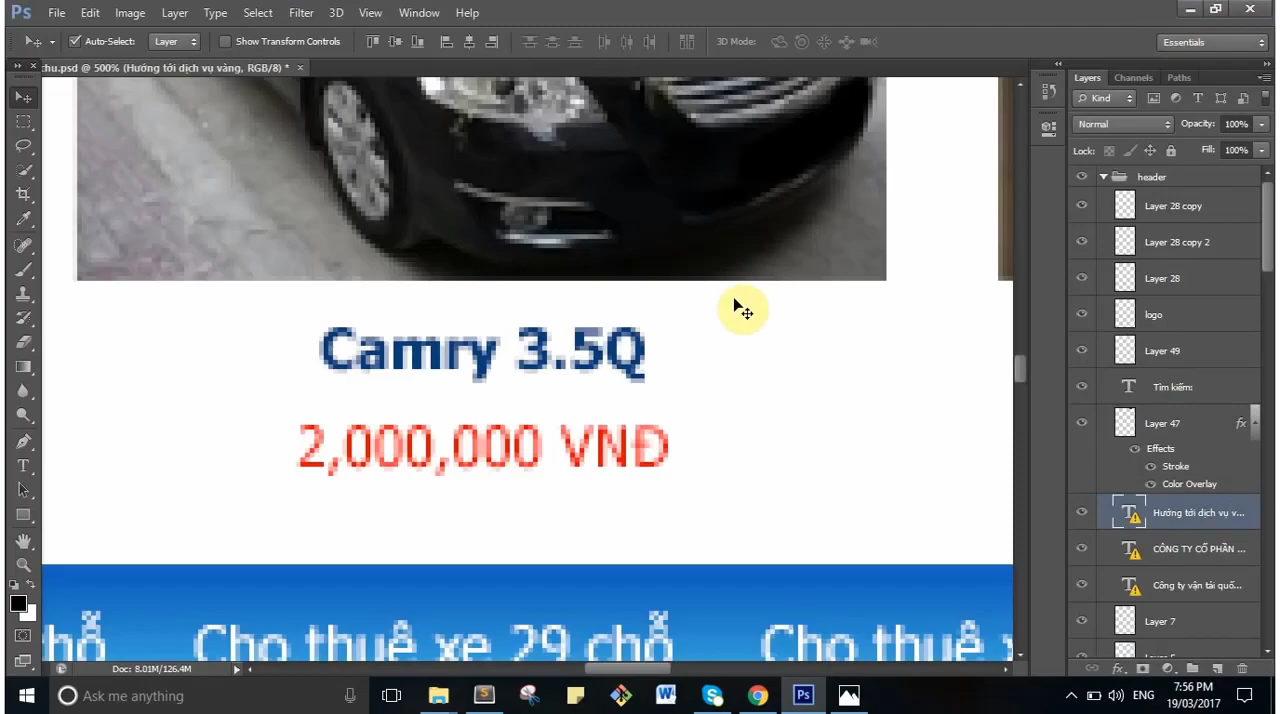 Ps File Edit Image Layer Type Select Filter 3D View Window Help
Auto-Select: Layer Show Transform Controls 3D Mode: Essentials
chu.psd @ 500% (Hướng tới dịch vụ vàng, RGB/8) *
Layers Channels Paths
Kind
Normal Opacity: 100%
Lock: Fill: 100%
header
Layer 28 copy
Layer 28 copy 2
Layer 28
logo
Layer 49
Tìm kiếm:
Layer 47 fx
Effects
Stroke
Color Overlay
Hướng tới dịch vụ v...
CÔNG TY CỔ PHẦN ...
Công ty vận tải quố...
Layer 7
Camry 3.5Q
2,000,000 VNĐ
hỗ Cho thuê xe 29 chỗ Cho thuê x
Doc: 8.01M/126.4M
Ask me anything
ENG
7:56 PM
19/03/2017